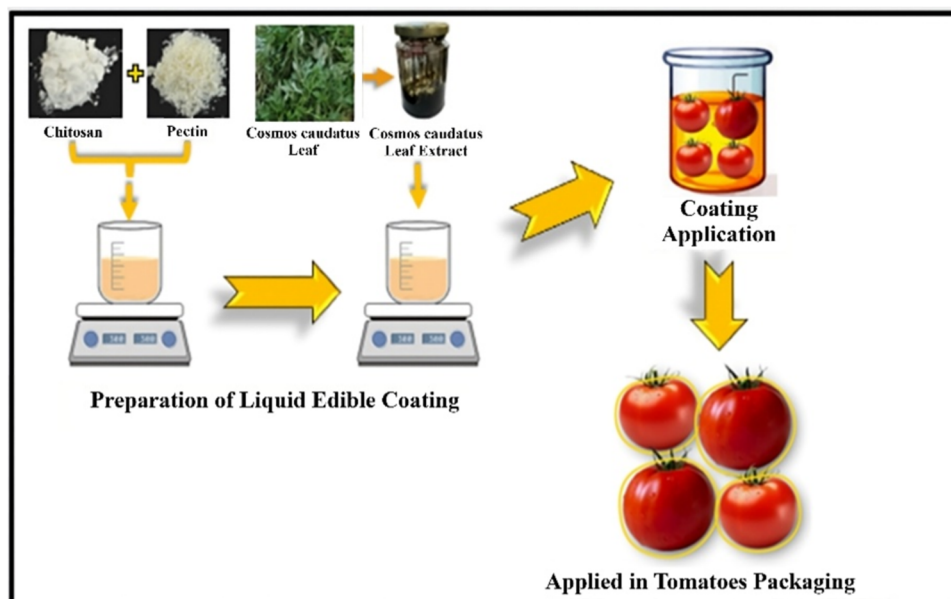 Chitosan
Pectin
Cosmos caudatus
Leaf
Cosmos caudatus
Leaf Extract
Coating
Application
Preparation of Liquid Edible Coating
Applied in Tomatoes Packaging